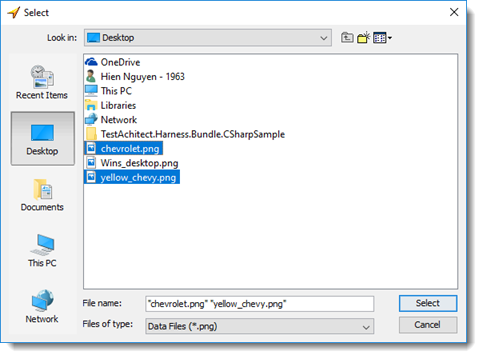 Select
Look in: Desktop
Recent Items
Desktop
Documents
This PC
Network
OneDrive
Hien Nguyen - 1963
This PC
Libraries
Network
TestAchitect.Harness.Bundle.CSharpSample
chevrolet.png
Wins_desktop.png
yellow_chevy.png
File name: "chevrolet.png" "yellow_chevy.png" Select
Files of type: Data Files (*.png) Cancel